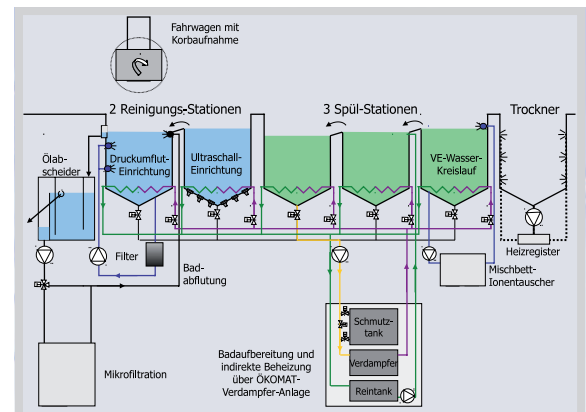 Fahrwagen mit
Korbaufnahme
2 Reinigungs-Stationen
3 Spül-Stationen
Trockner
Ölab-
scheider
Druckumflut-
Einrichtung
Ultraschall-
einrichtung
VE-Wasser-
Kreislauf
Filter
Bad-
abflutung
Heizregister
Mischbett-
Ionentauscher
Mikrofiltration
Badaufbereitung und
indirekte Beheizung
über ÖKOMAT-
Verdampfer-Anlage
Schmutz-
tank
Verdampfer
Reintank